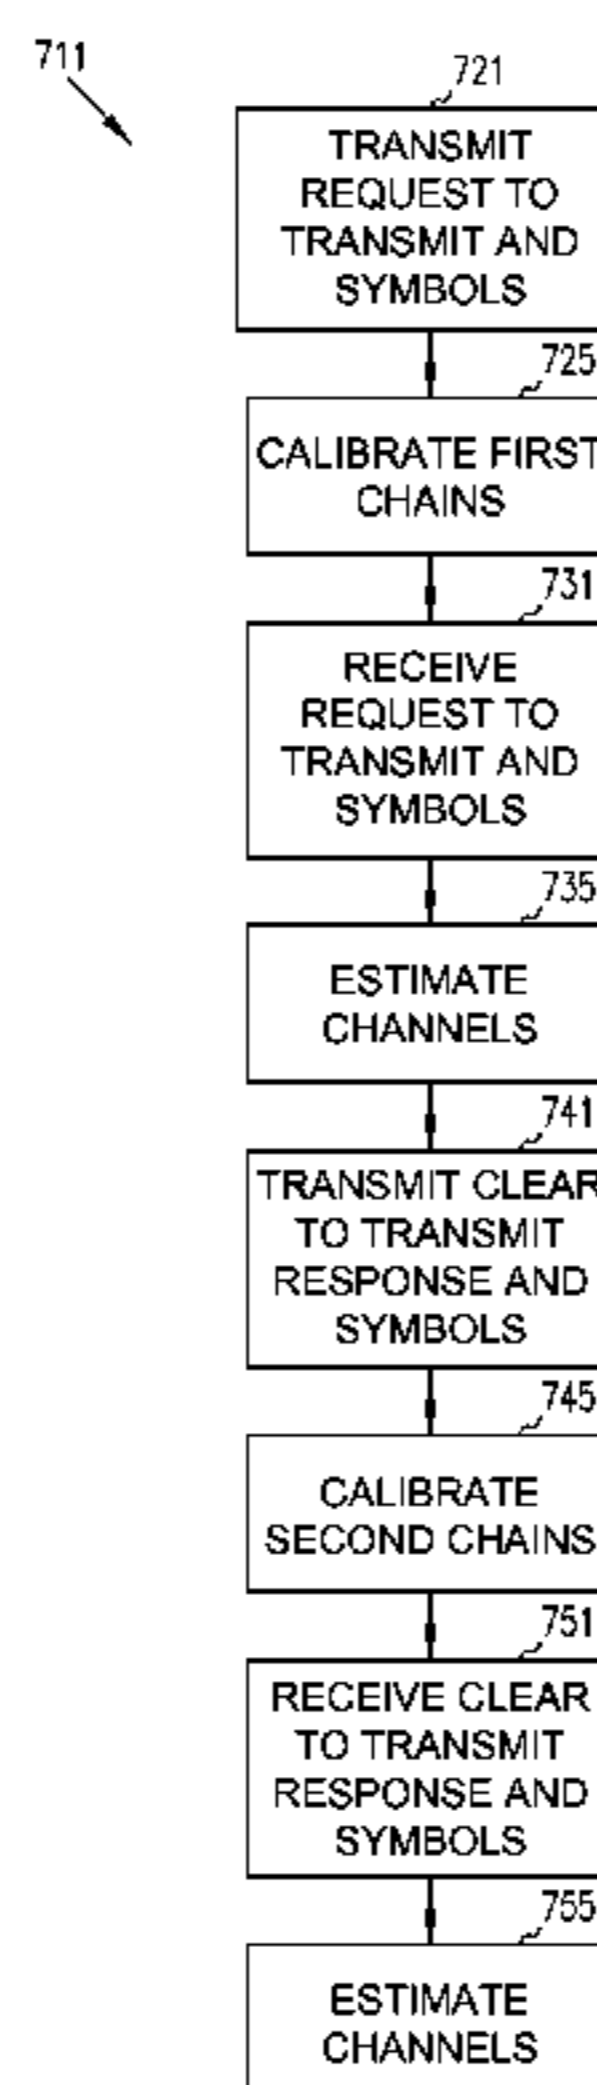 711
721
TRANSMIT
REQUEST TO
TRANSMIT AND
SYMBOLS
725
CALIBRATE FIRST
CHAINS
731
RECEIVE
REQUEST TO
TRANSMIT AND
SYMBOLS
735
ESTIMATE
CHANNELS
741
TRANSMIT CLEAR
TO TRANSMIT
RESPONSE AND
SYMBOLS
745
CALIBRATE
SECOND CHAINS
751
RECEIVE CLEAR
TO TRANSMIT
RESPONSE AND
SYMBOLS
755
ESTIMATE
CHANNELS